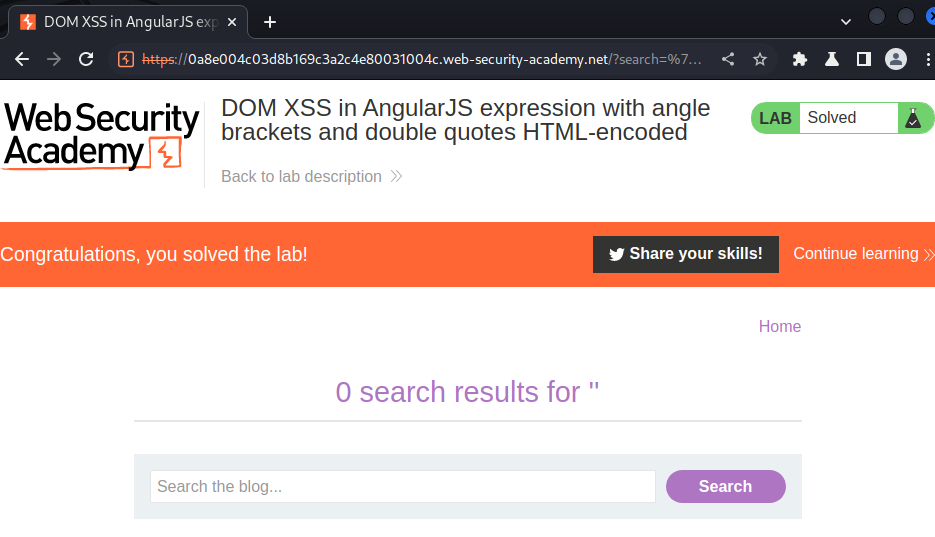 DOM XSS in AngularJS exp
https://0a8e004c03d8b169c3a2c4e80031004c.web-security-academy.net/?search=%7...
Web Security
Academy
DOM XSS in AngularJS expression with angle
brackets and double quotes HTML-encoded
LAB Solved
Back to lab description
Congratulations, you solved the lab!
Share your skills!
Continue learning
Home
0 search results for ''
Search the blog...
Search